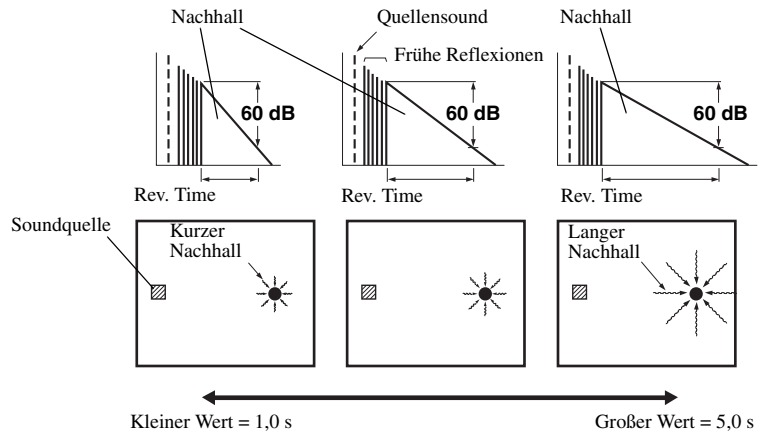 Nachhall
Quellensound
Nachhall
Frühe Reflexionen
60 dB
60 dB
60 dB
Rev. Time
Rev. Time
Rev. Time
Soundquelle
Kurzer
Nachhall
Langer
Nachhall
Kleiner Wert = 1,0 s
Großer Wert = 5,0 s